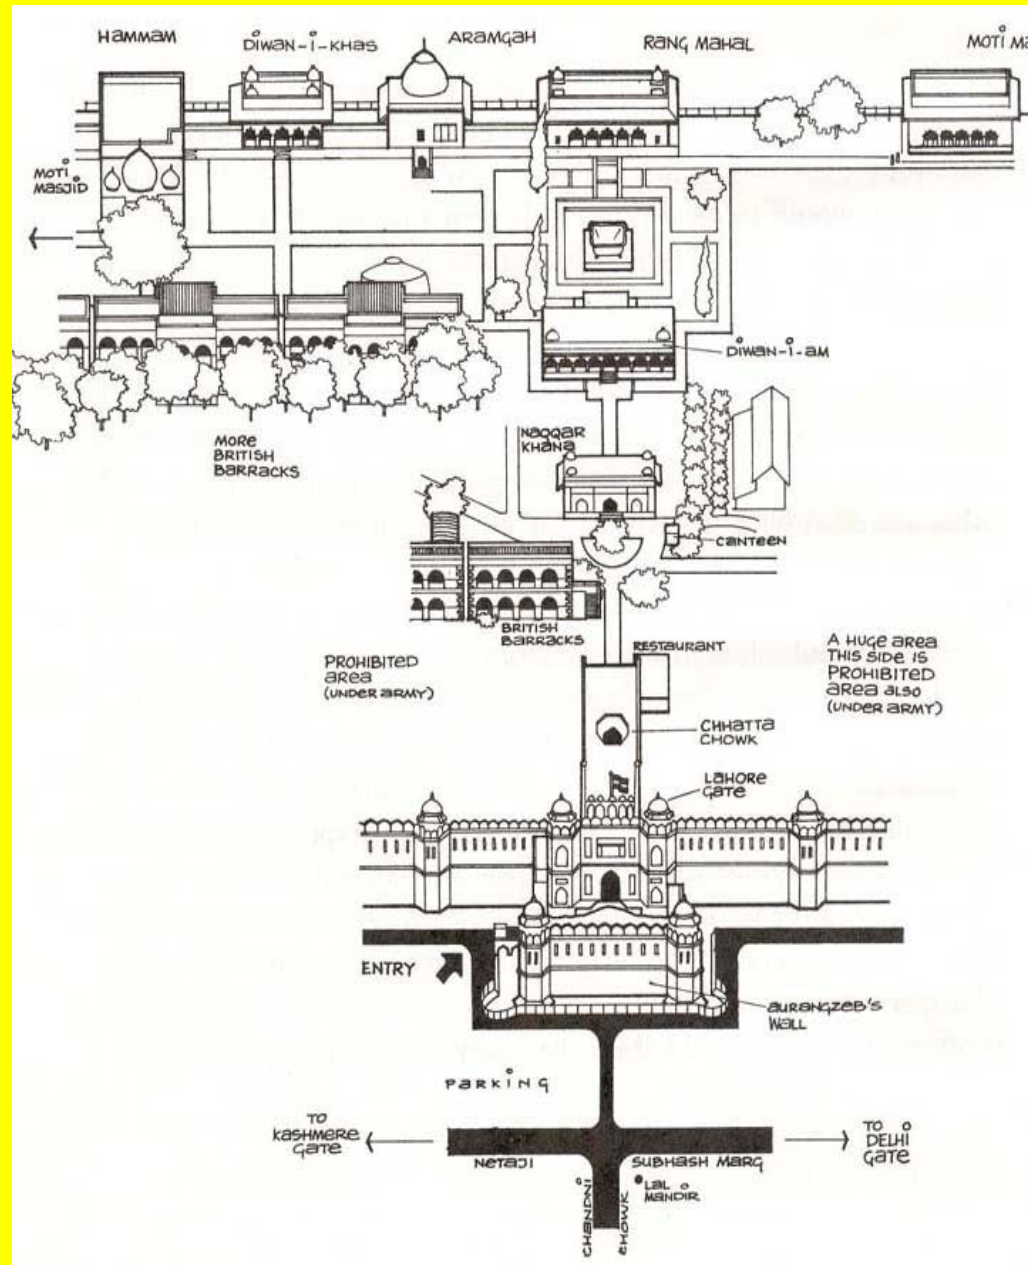 HAMMAM
DIWAN-I-KHAS
ARAMGAH
RANG MAHAL
MOTI
MOTI
MASJID
DIWAN-I-AM
MORE
BRITISH
BARRACKS
NAQQAR
KHANA
CANTEEN
BRITISH
BARRACKS
RESTAURANT
PROHIBITED
AREA
(UNDER ARMY)
A HUGE AREA
THIS SIDE IS
PROHIBITED
AREA ALSO
(UNDER ARMY)
CHHATTA
CHOWK
LAHORE
GATE
ENTRY
AURANGZEB'S
WALL
PARKING
TO
KASHMERE
GATE
TO
DELHI
GATE
NETAJI SUBHASH MARG
LAL
MANDIR
CHANDNI CHOWK